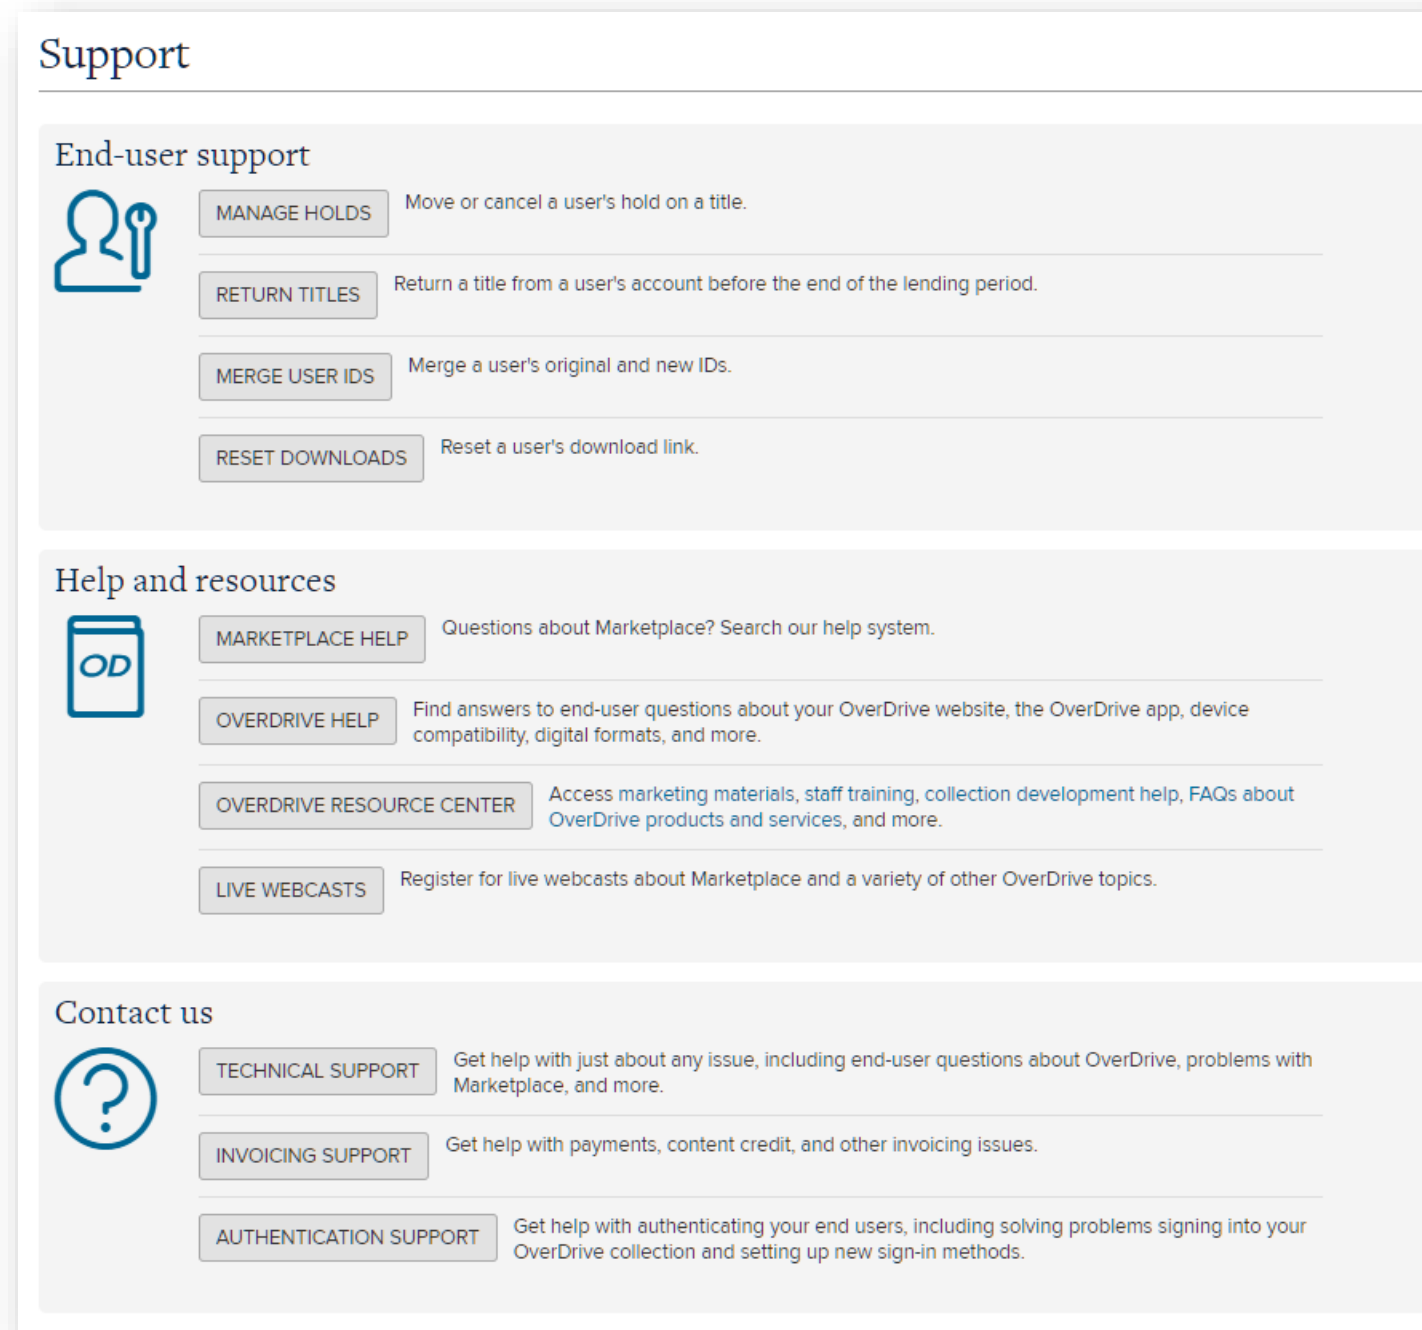 Support
End-user support
MANAGE HOLDS Move or cancel a user's hold on a title.
RETURN TITLES Return a title from a user's account before the end of the lending period.
MERGE USER IDS Merge a user's original and new IDs.
RESET DOWNLOADS Reset a user's download link.
Help and resources
OD
MARKETPLACE HELP Questions about Marketplace? Search our help system.
OVERDRIVE HELP Find answers to end-user questions about your OverDrive website, the OverDrive app, device
compatibility, digital formats, and more.
OVERDRIVE RESOURCE CENTER Access marketing materials, staff training, collection development help, FAQs about
OverDrive products and services, and more.
LIVE WEBCASTS Register for live webcasts about Marketplace and a variety of other OverDrive topics.
Contact us
?
TECHNICAL SUPPORT Get help with just about any issue, including end-user questions about OverDrive, problems with
Marketplace, and more.
INVOICING SUPPORT Get help with payments, content credit, and other invoicing issues.
AUTHENTICATION SUPPORT Get help with authenticating your end users, including solving problems signing into your
OverDrive collection and setting up new sign-in methods.